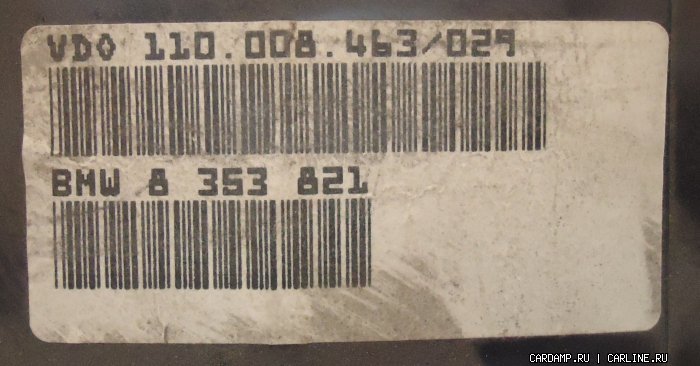 VDO 110.008.463/029
BMW 8 353 821
CARDAMP.RU | CARLINE.RU